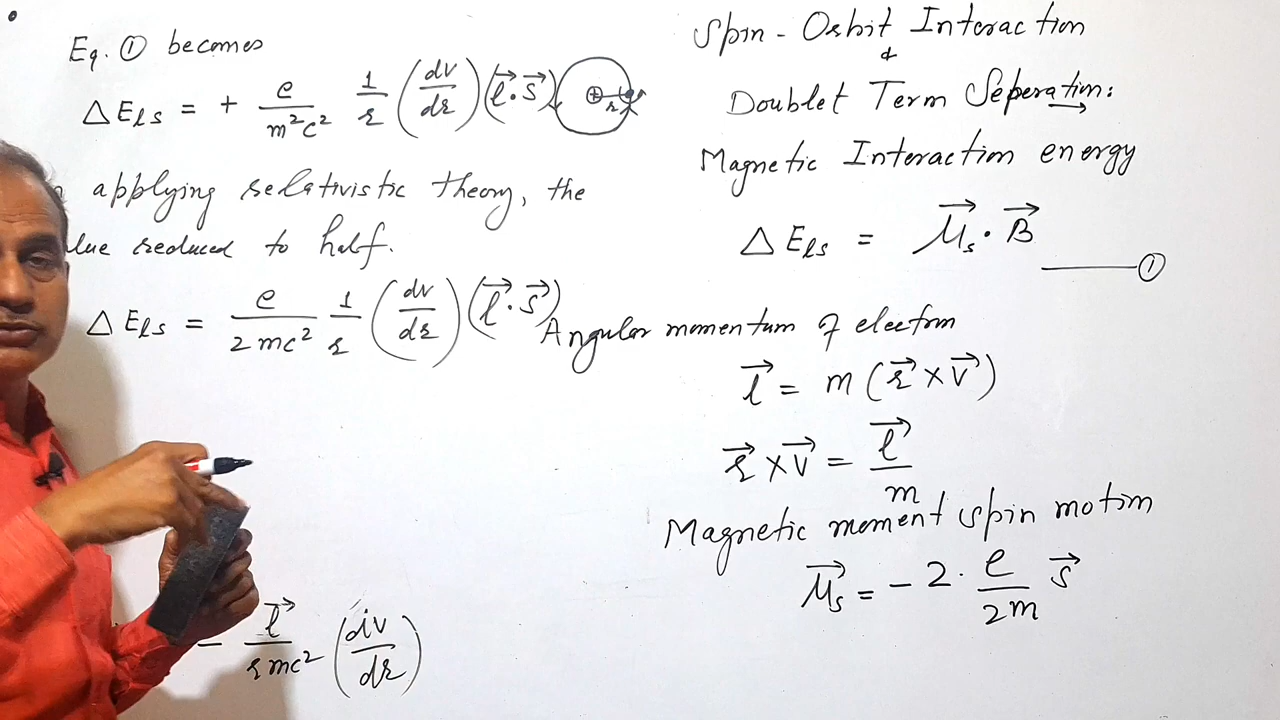 Eq. ① becomes
ΔEls = + e/m²c² 1/r (dv/dr) (l⃗·s⃗)
applying relativistic theory, the
reduced to half.
ΔEls = e/2mc² 1/r (dv/dr) (l⃗·s⃗)
− l⃗/rmc² (dv/dr)
Spin - Orbit Interaction
&
Doublet Term Seperation:
Magnetic Interaction energy
ΔEls = μ⃗s · B⃗ ——— ①
Angular momentum of electron
l⃗ = m (r⃗ × v⃗)
r⃗ × v⃗ = l⃗/m
Magnetic moment spin motion
μ⃗s = − 2 · e/2m s⃗
r